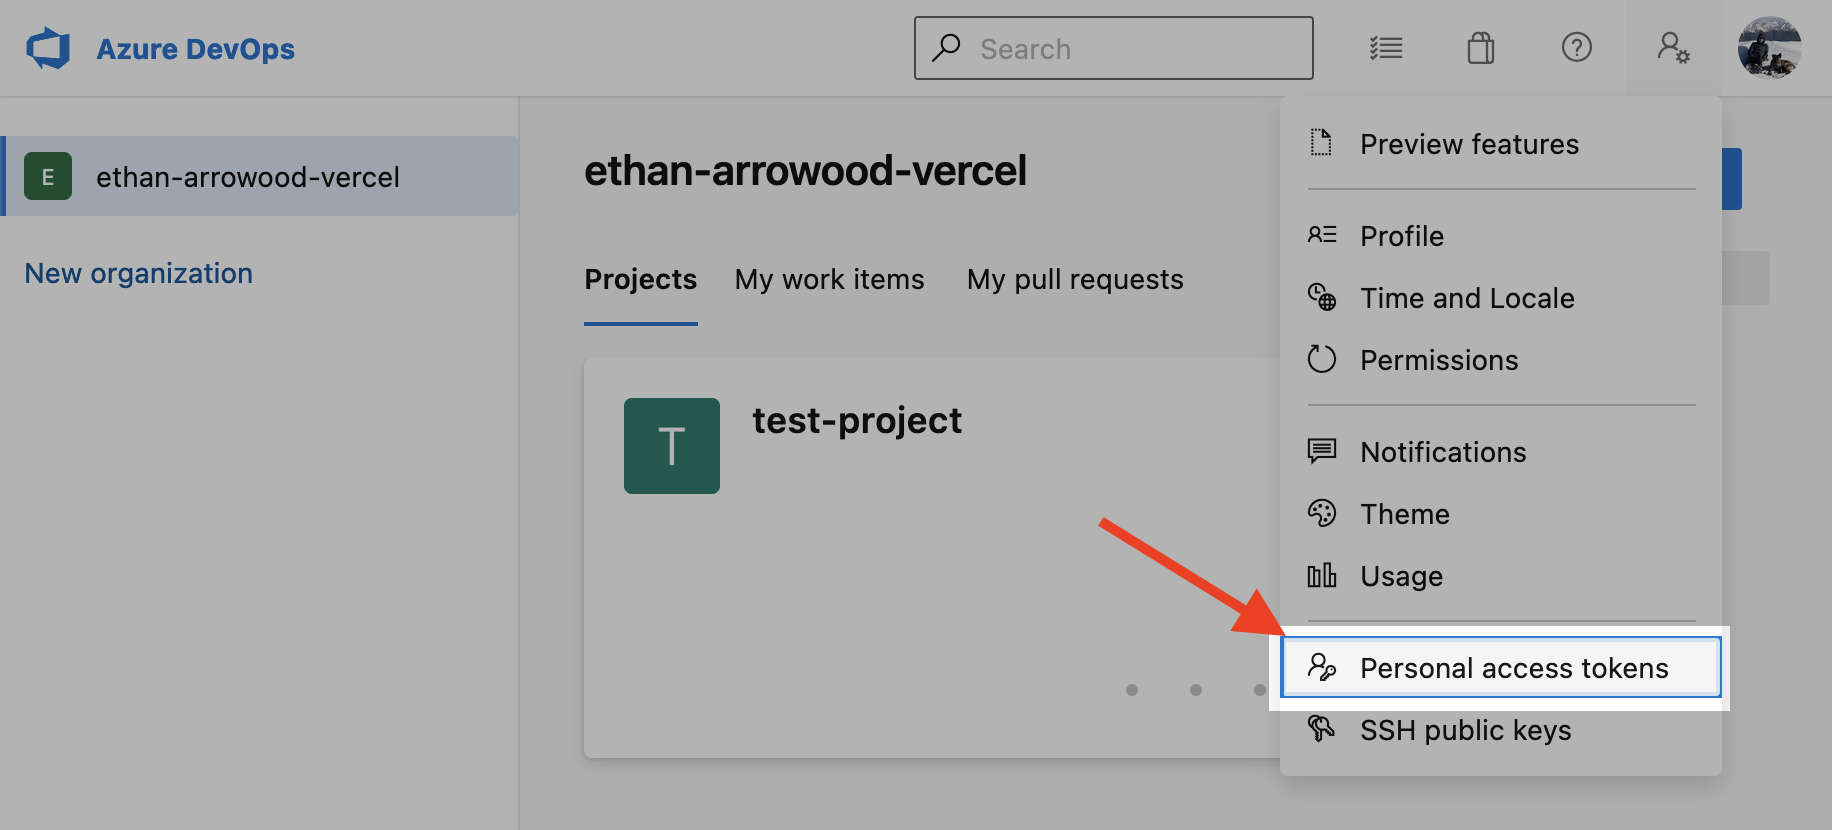 Azure DevOps
Search
E
ethan-arrowood-vercel
New organization
ethan-arrowood-vercel
Projects
My work items
My pull requests
T
test-project
Preview features
Profile
Time and Locale
Permissions
Notifications
Theme
Usage
Personal access tokens
SSH public keys